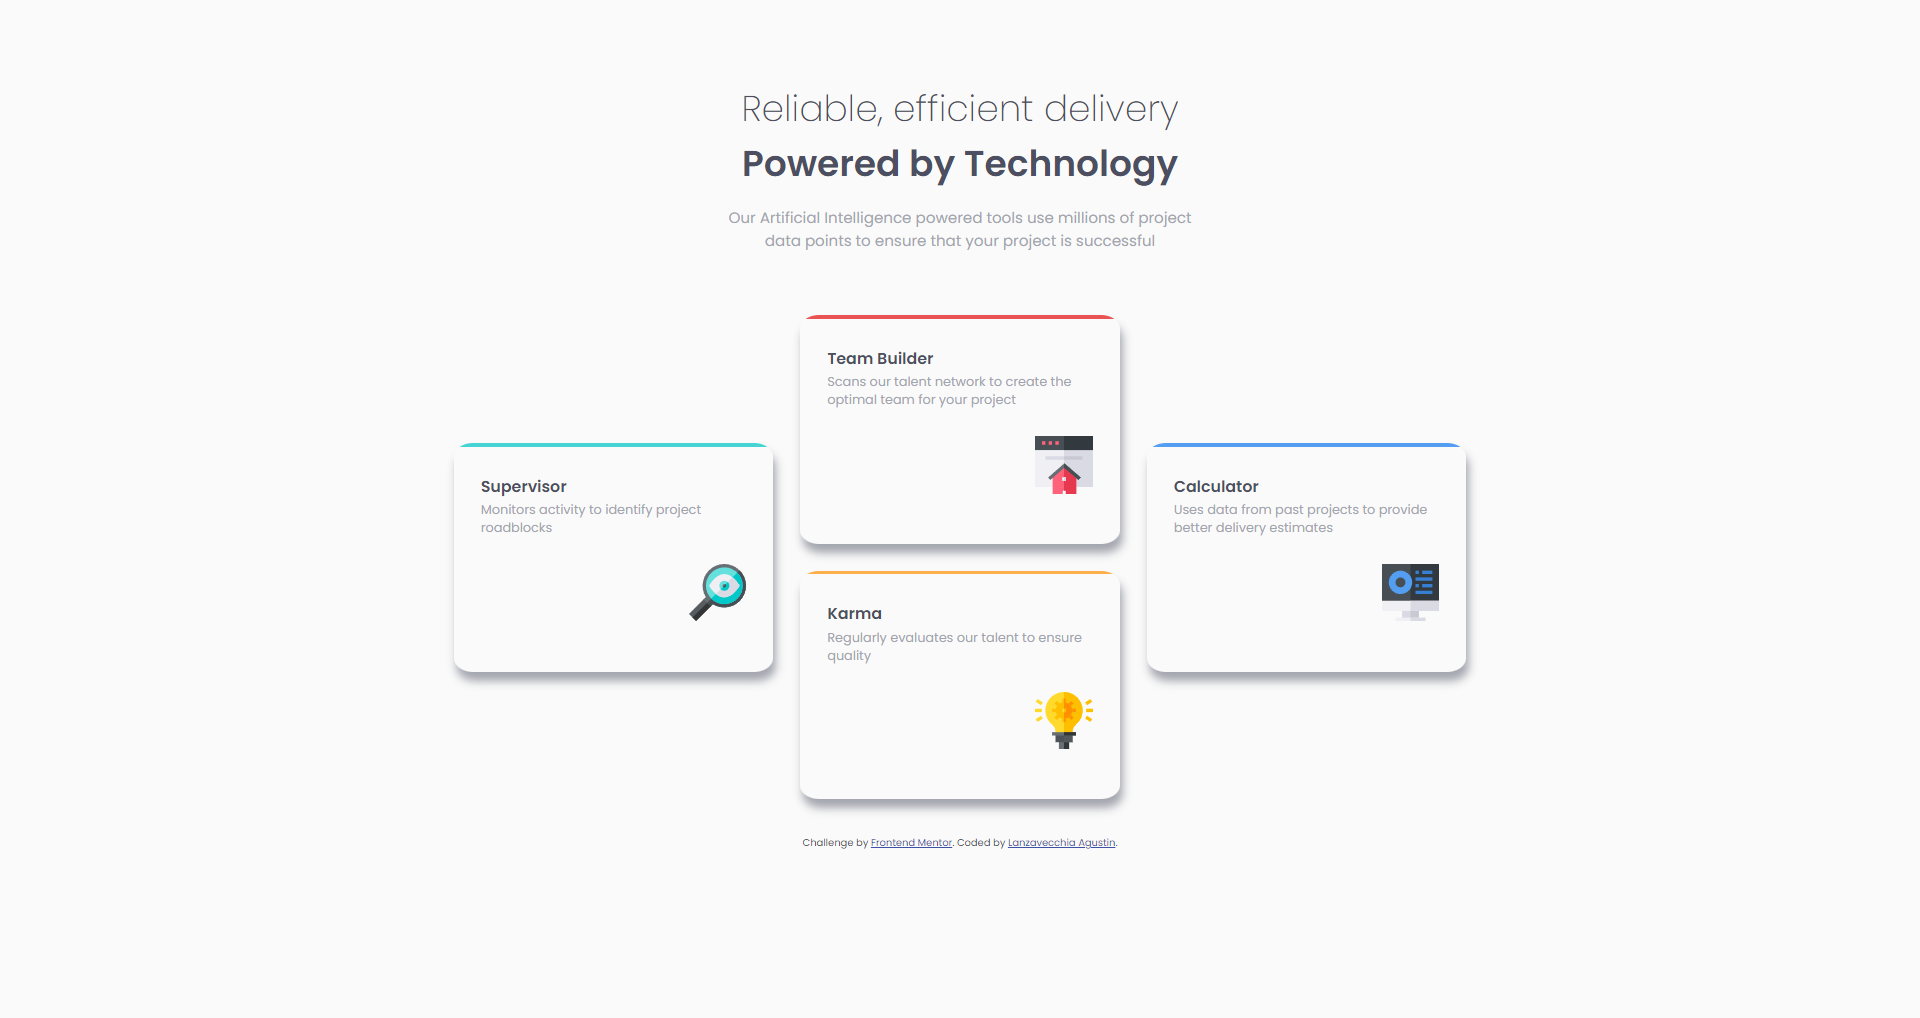 Reliable, efficient delivery
Powered by Technology
Our Artificial Intelligence powered tools use millions of project
data points to ensure that your project is successful
Supervisor
Monitors activity to identify project
roadblocks
Team Builder
Scans our talent network to create the
optimal team for your project
Karma
Regularly evaluates our talent to ensure
quality
Calculator
Uses data from past projects to provide
better delivery estimates
Challenge by Frontend Mentor. Coded by Lanzavecchia Agustin.